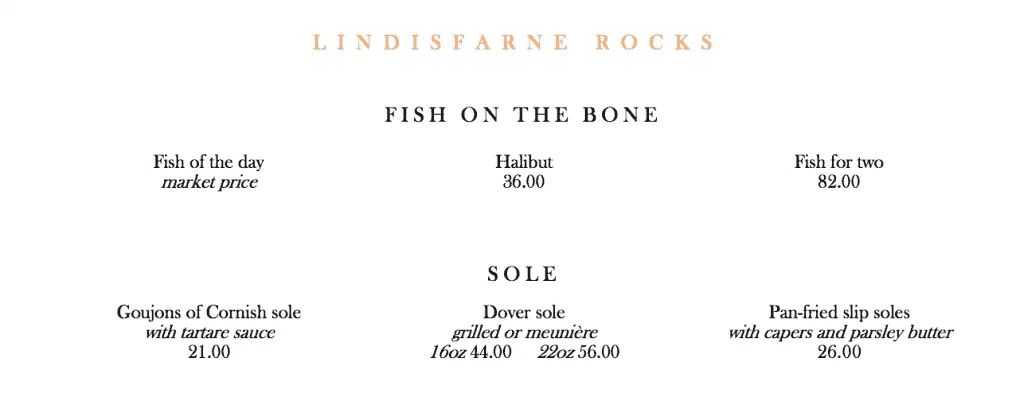 LINDISFARNE ROCKS
FISH ON THE BONE
Fish of the day
market price
Halibut
36.00
Fish for two
82.00
SOLE
Goujons of Cornish sole
with tartare sauce
21.00
Dover sole
grilled or meunière
16oz 44.00 22oz 56.00
Pan-fried slip soles
with capers and parsley butter
26.00